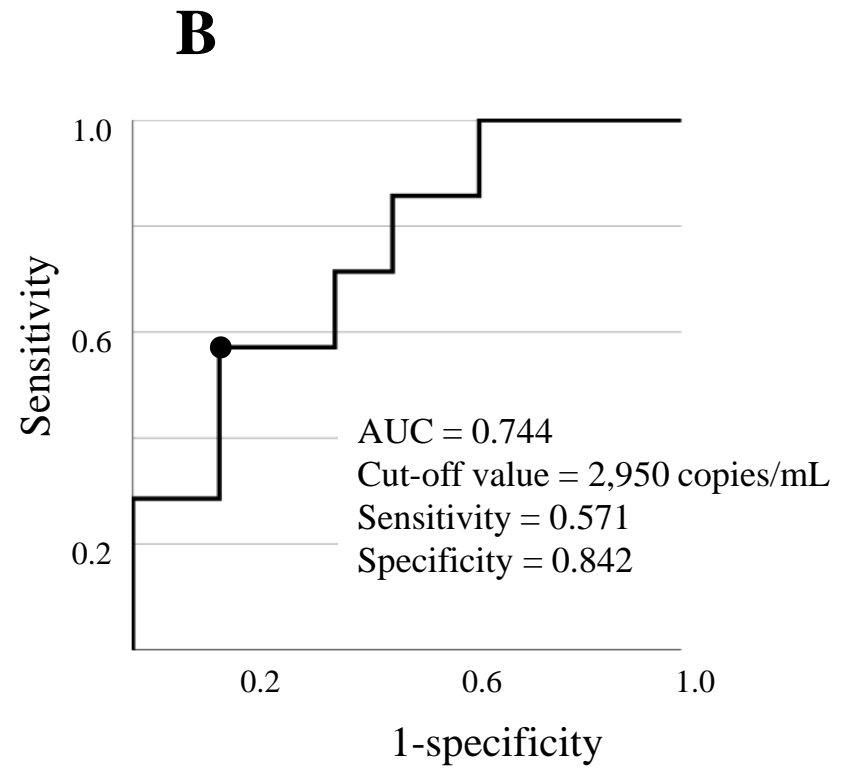 B
1.0
0.6
0.2
Sensitivity
AUC = 0.744
Cut-off value = 2,950 copies/mL
Sensitivity = 0.571
Specificity = 0.842
0.2 0.6 1.0
1-specificity